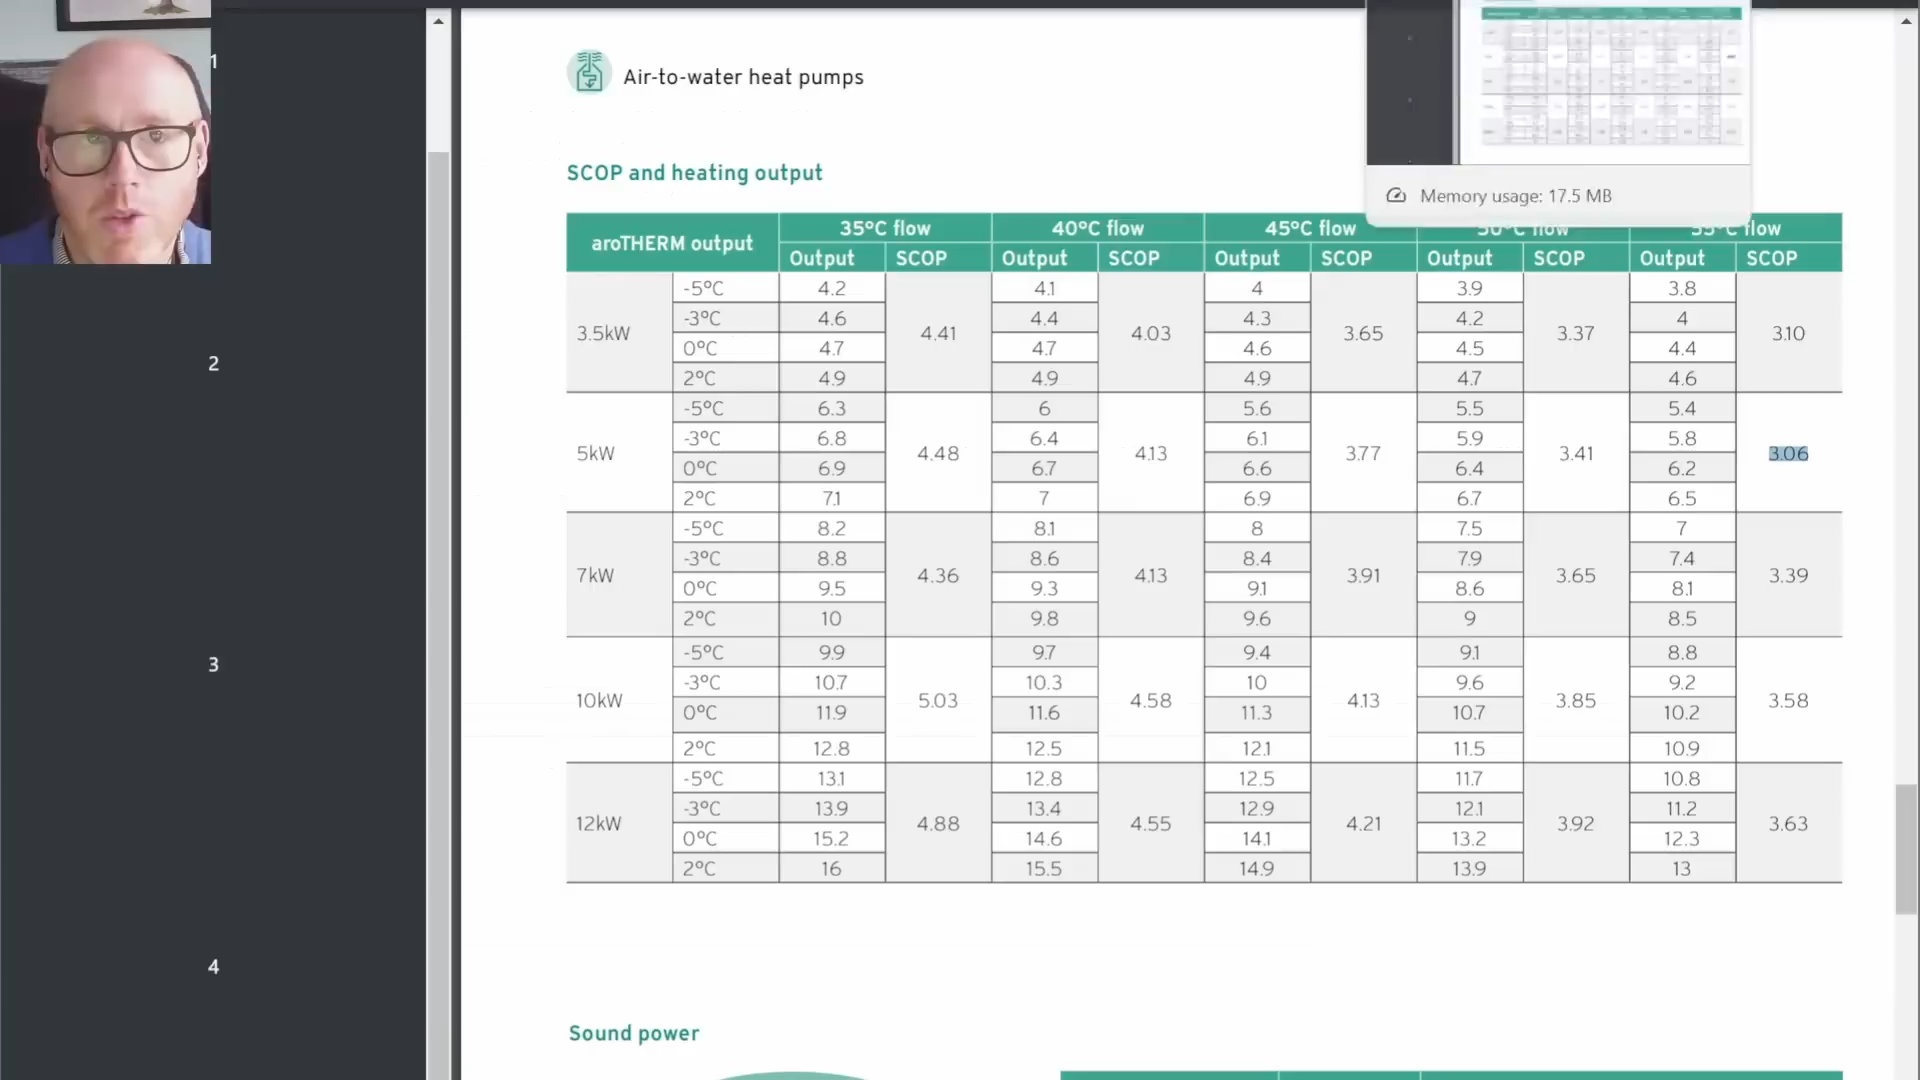 1
2
3
4
Air-to-water heat pumps
Memory usage: 17.5 MB
SCOP and heating output
aroTHERM output 35°C flow 40°C flow 45°C flow 50°C flow 55°C flow
Output SCOP Output SCOP Output SCOP Output SCOP Output SCOP
3.5kW 4.41 4.03 3.65 3.37 3.10
-5°C 4.2 4.1 4 3.9 3.8
-3°C 4.6 4.4 4.3 4.2 4
0°C 4.7 4.7 4.6 4.5 4.4
2°C 4.9 4.9 4.9 4.7 4.6
5kW 4.48 4.13 3.77 3.41 3.06
-5°C 6.3 6 5.6 5.5 5.4
-3°C 6.8 6.4 6.1 5.9 5.8
0°C 6.9 6.7 6.6 6.4 6.2
2°C 7.1 7 6.9 6.7 6.5
7kW 4.36 4.13 3.91 3.65 3.39
-5°C 8.2 8.1 8 7.5 7
-3°C 8.8 8.6 8.4 7.9 7.4
0°C 9.5 9.3 9.1 8.6 8.1
2°C 10 9.8 9.6 9 8.5
10kW 5.03 4.58 4.13 3.85 3.58
-5°C 9.9 9.7 9.4 9.1 8.8
-3°C 10.7 10.3 10 9.6 9.2
0°C 11.9 11.6 11.3 10.7 10.2
2°C 12.8 12.5 12.1 11.5 10.9
12kW 4.88 4.55 4.21 3.92 3.63
-5°C 13.1 12.8 12.5 11.7 10.8
-3°C 13.9 13.4 12.9 12.1 11.2
0°C 15.2 14.6 14.1 13.2 12.3
2°C 16 15.5 14.9 13.9 13
Sound power